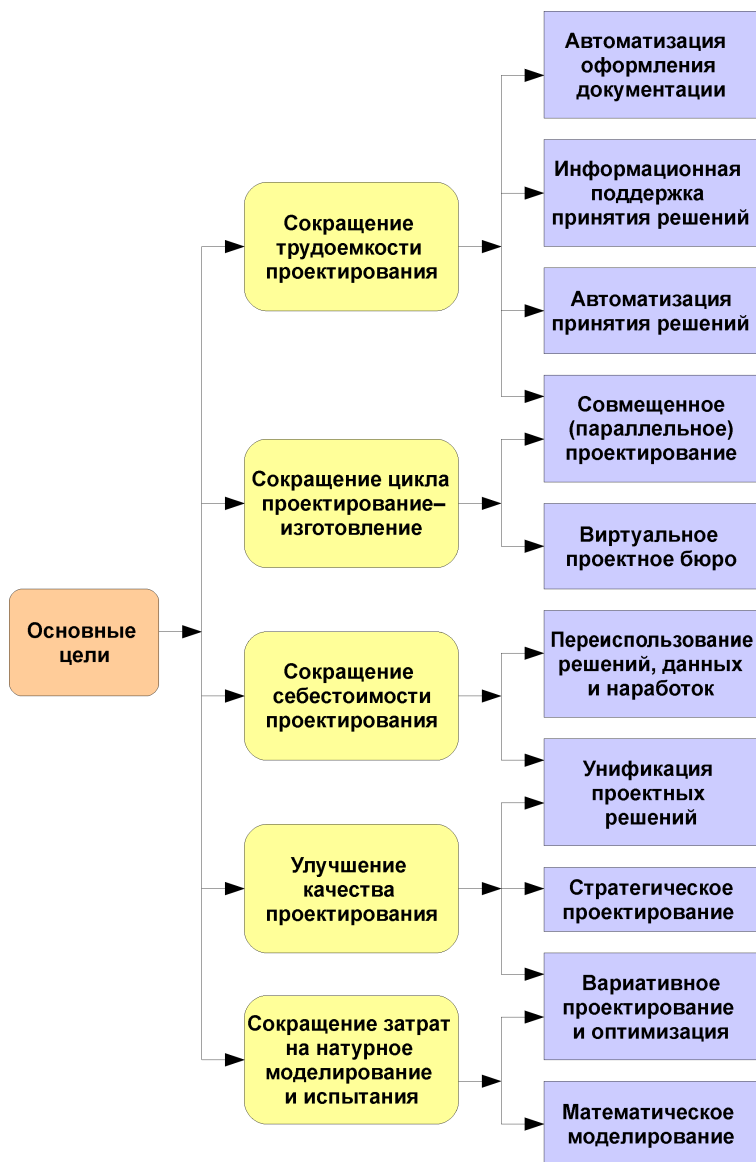 Основные
цели
Сокращение
трудоемкости
проектирования
Сокращение цикла
проектирование–
изготовление
Сокращение
себестоимости
проектирования
Улучшение
качества
проектирования
Сокращение затрат
на натурное
моделирование
и испытания
Автоматизация
оформления
документации
Информационная
поддержка
принятия решений
Автоматизация
принятия решений
Совмещенное
(параллельное)
проектирование
Виртуальное
проектное бюро
Переиспользование
решений, данных
и наработок
Унификация
проектных
решений
Стратегическое
проектирование
Вариативное
проектирование
и оптимизация
Математическое
моделирование